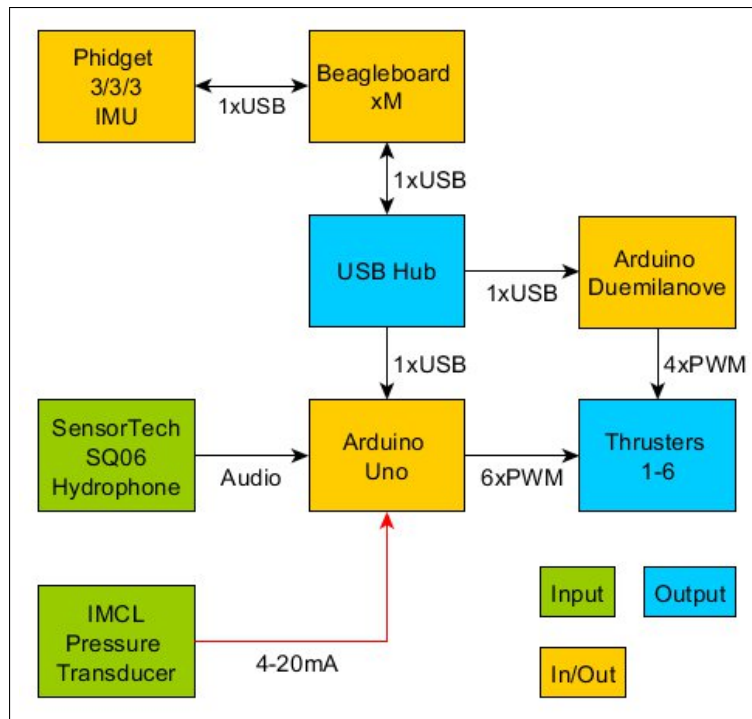 Phidget
3/3/3
IMU
1xUSB
Beagleboard
xM
1xUSB
USB Hub
1xUSB
Arduino
Duemilanove
1xUSB
4xPWM
SensorTech
SQ06
Hydrophone
Audio
Arduino
Uno
6xPWM
Thrusters
1-6
IMCL
Pressure
Transducer
4-20mA
Input
Output
In/Out